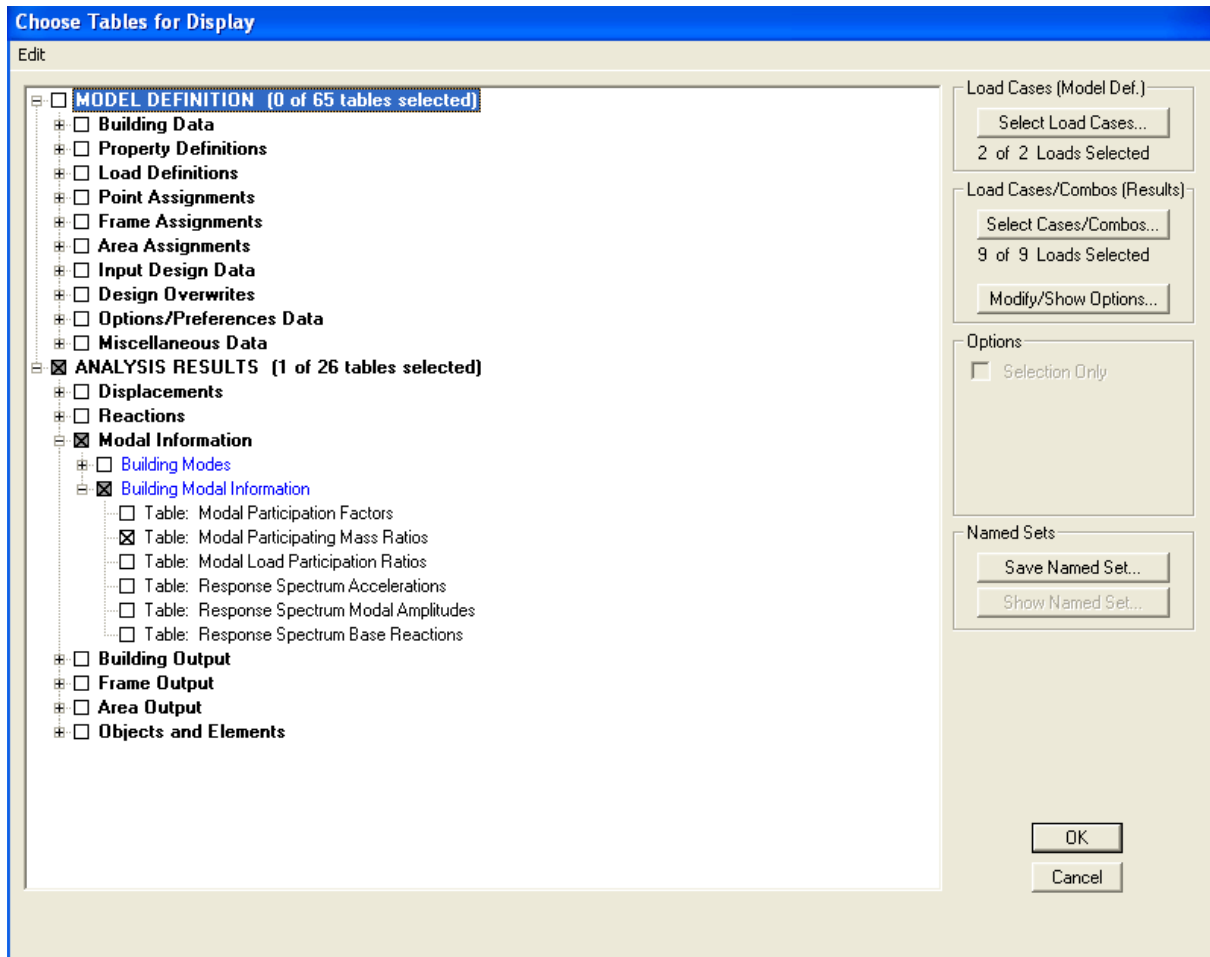 Choose Tables for Display
Edit
MODEL DEFINITION (0 of 65 tables selected)
Building Data
Property Definitions
Load Definitions
Point Assignments
Frame Assignments
Area Assignments
Input Design Data
Design Overwrites
Options/Preferences Data
Miscellaneous Data
ANALYSIS RESULTS (1 of 26 tables selected)
Displacements
Reactions
Modal Information
Building Modes
Building Modal Information
Table: Modal Participation Factors
Table: Modal Participating Mass Ratios
Table: Modal Load Participation Ratios
Table: Response Spectrum Accelerations
Table: Response Spectrum Modal Amplitudes
Table: Response Spectrum Base Reactions
Building Output
Frame Output
Area Output
Objects and Elements
Load Cases (Model Def.)
Select Load Cases...
2 of 2 Loads Selected
Load Cases/Combos (Results)
Select Cases/Combos...
9 of 9 Loads Selected
Modify/Show Options...
Options
Selection Only
Named Sets
Save Named Set...
Show Named Set...
OK
Cancel